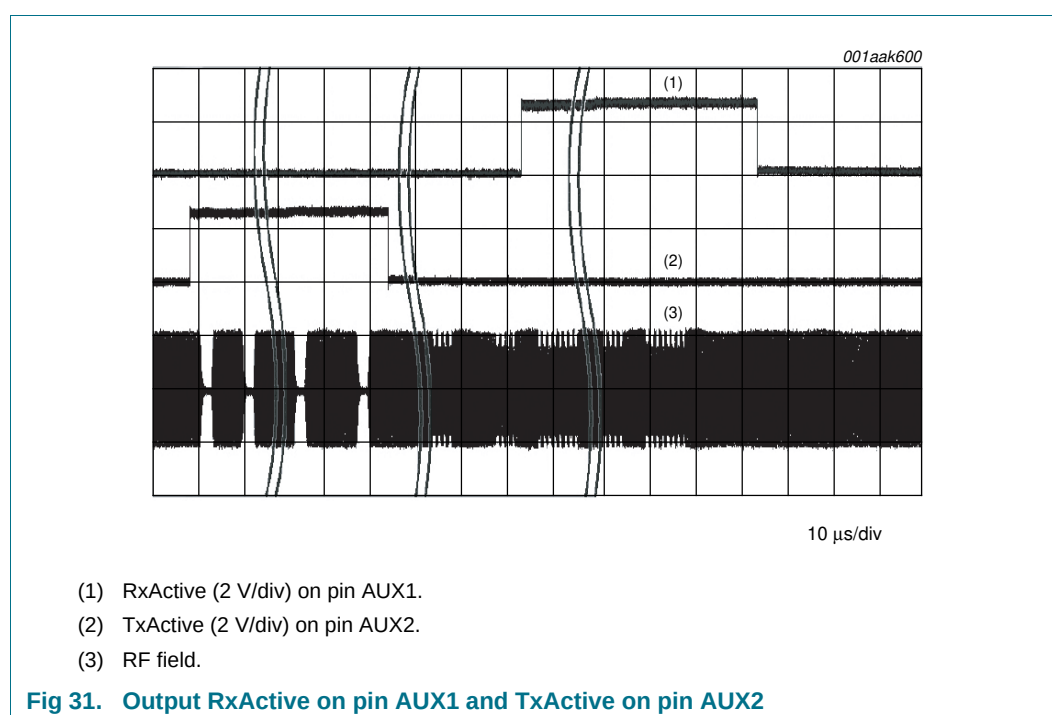 001aak600
(1)
(2)
(3)
10 μs/div
(1) RxActive (2 V/div) on pin AUX1.
(2) TxActive (2 V/div) on pin AUX2.
(3) RF field.
Fig 31. Output RxActive on pin AUX1 and TxActive on pin AUX2